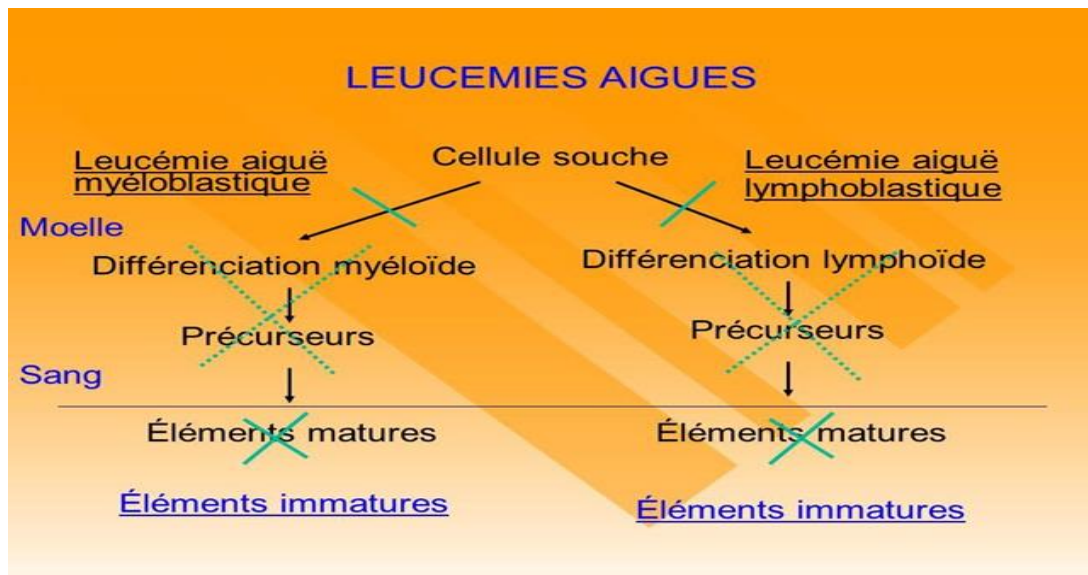 LEUCEMIES AIGUES
Leucémie aiguë
myéloblastique
Cellule souche
Leucémie aiguë
lymphoblastique
Moelle
Différenciation myéloïde
Différenciation lymphoïde
Précurseurs
Précurseurs
Sang
Éléments matures
Éléments matures
Éléments immatures
Éléments immatures